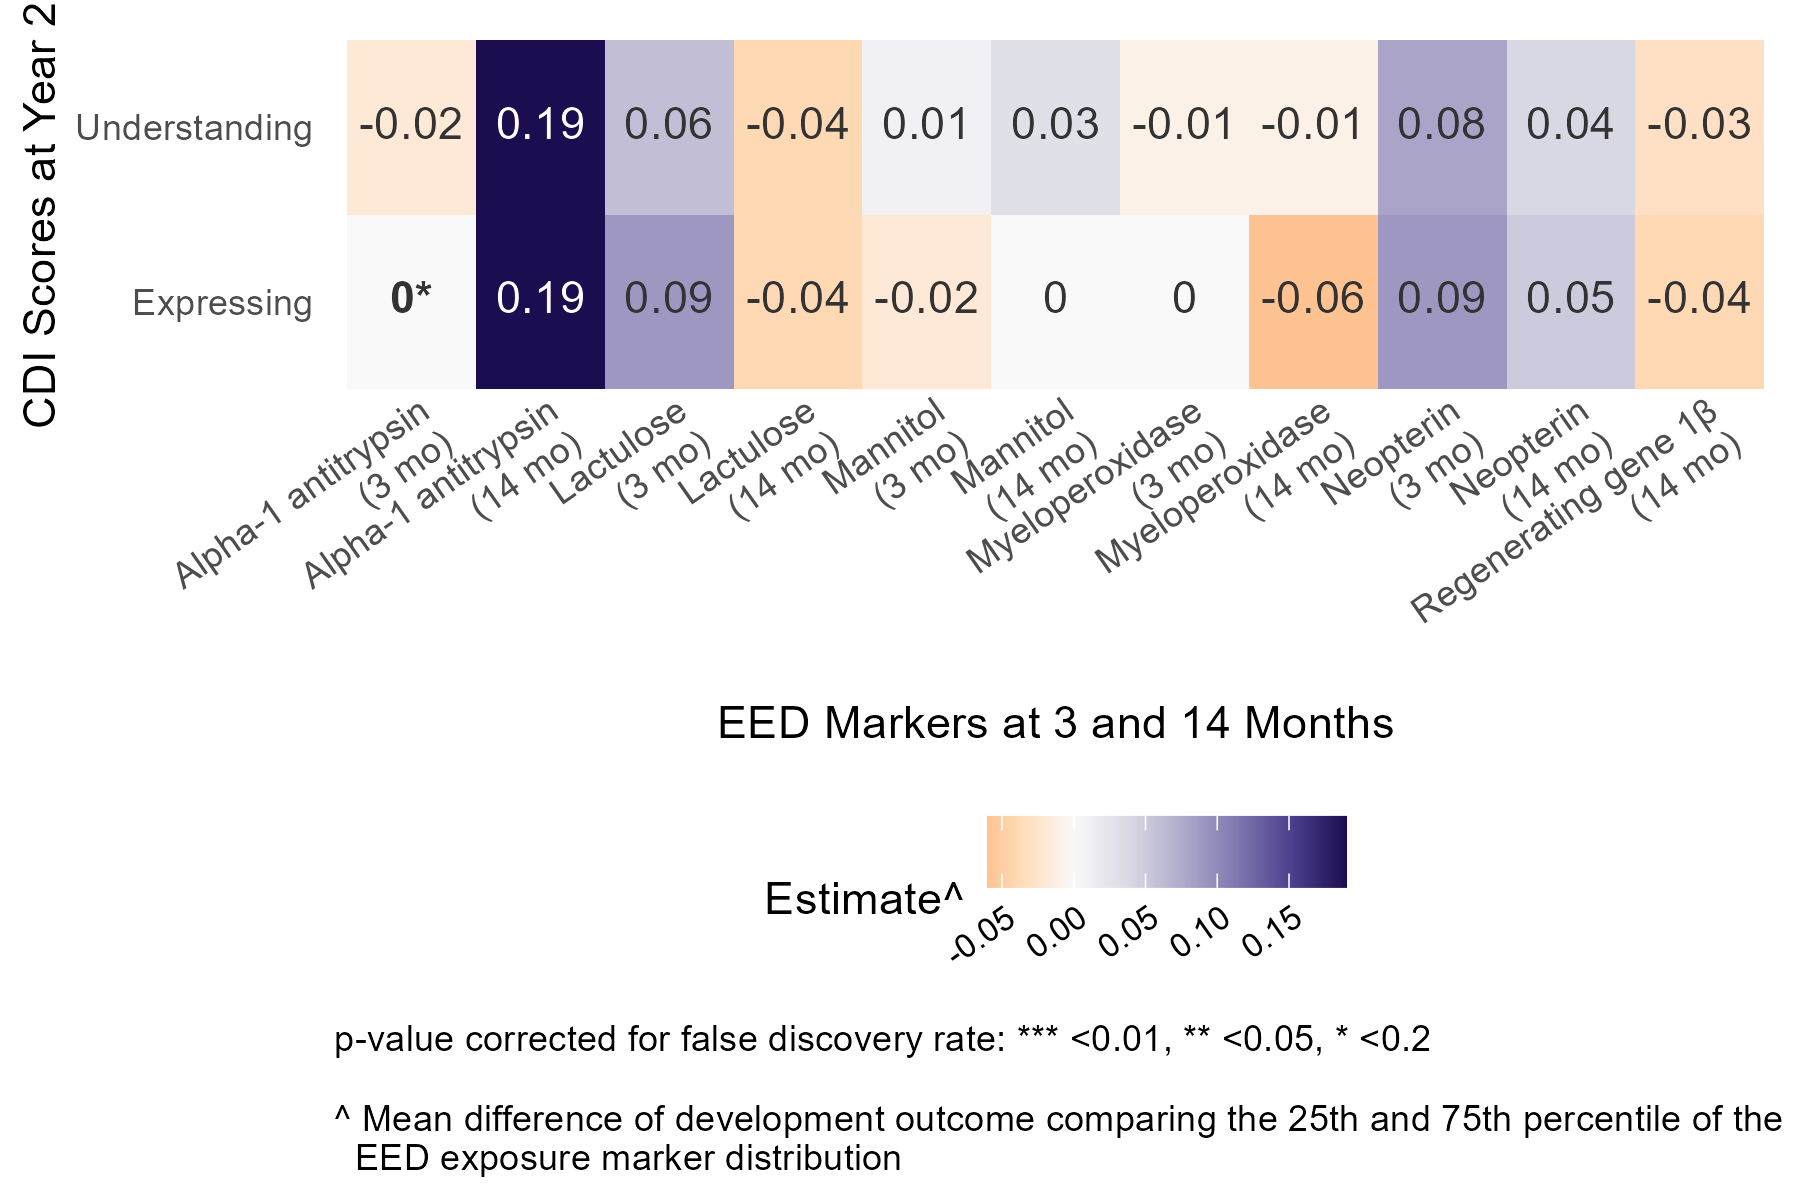 CDI Scores at Year 2
Understanding
-0.02 0.19 0.06 -0.04 0.01 0.03 -0.01 -0.01 0.08 0.04 -0.03
Expressing
0* 0.19 0.09 -0.04 -0.02 0 0 -0.06 0.09 0.05 -0.04
Alpha-1 antitrypsin
(3 mo)
Alpha-1 antitrypsin
(14 mo)
Lactulose
(3 mo)
Lactulose
(14 mo)
Mannitol
(3 mo)
Mannitol
(14 mo)
Myeloperoxidase
(3 mo)
Myeloperoxidase
(14 mo)
Neopterin
(3 mo)
Neopterin
(14 mo)
Regenerating gene 1β
(14 mo)
EED Markers at 3 and 14 Months
Estimate^
-0.05 0.00 0.05 0.10 0.15
p-value corrected for false discovery rate: *** <0.01, ** <0.05, * <0.2
^ Mean difference of development outcome comparing the 25th and 75th percentile of the
EED exposure marker distribution